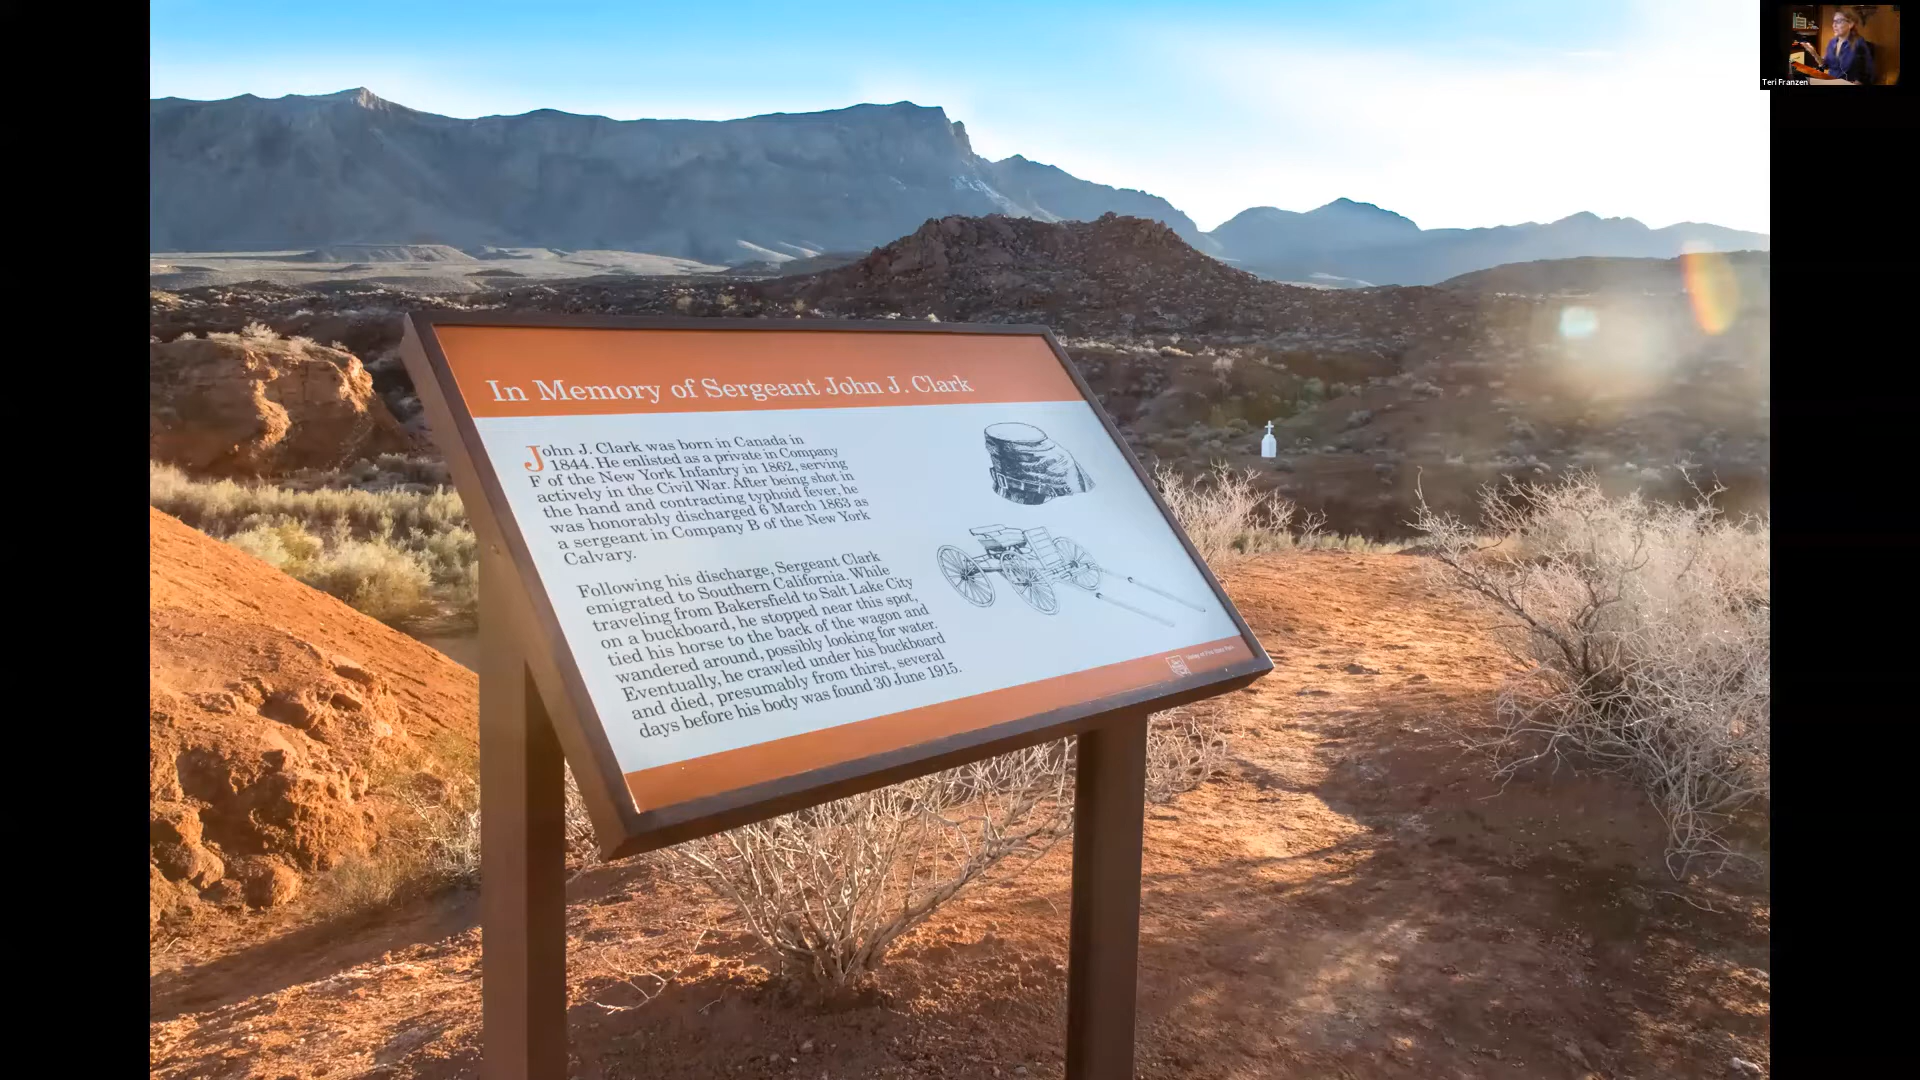 Teri Franzen
In Memory of Sergeant John J. Clark
John J. Clark was born in Canada in
1844. He enlisted as a private in Company
F of the New York Infantry in 1862, serving
actively in the Civil War. After being shot in
the hand and contracting typhoid fever, he
was honorably discharged 6 March 1863 as
a sergeant in Company B of the New York
Calvary.
Following his discharge, Sergeant Clark
emigrated to Southern California. While
traveling from Bakersfield to Salt Lake City
on a buckboard, he stopped near this spot,
tied his horse to the back of the wagon and
wandered around, possibly looking for water.
Eventually, he crawled under his buckboard
and died, presumably from thirst, several
days before his body was found 30 June 1915.
Valley of Fire State Park